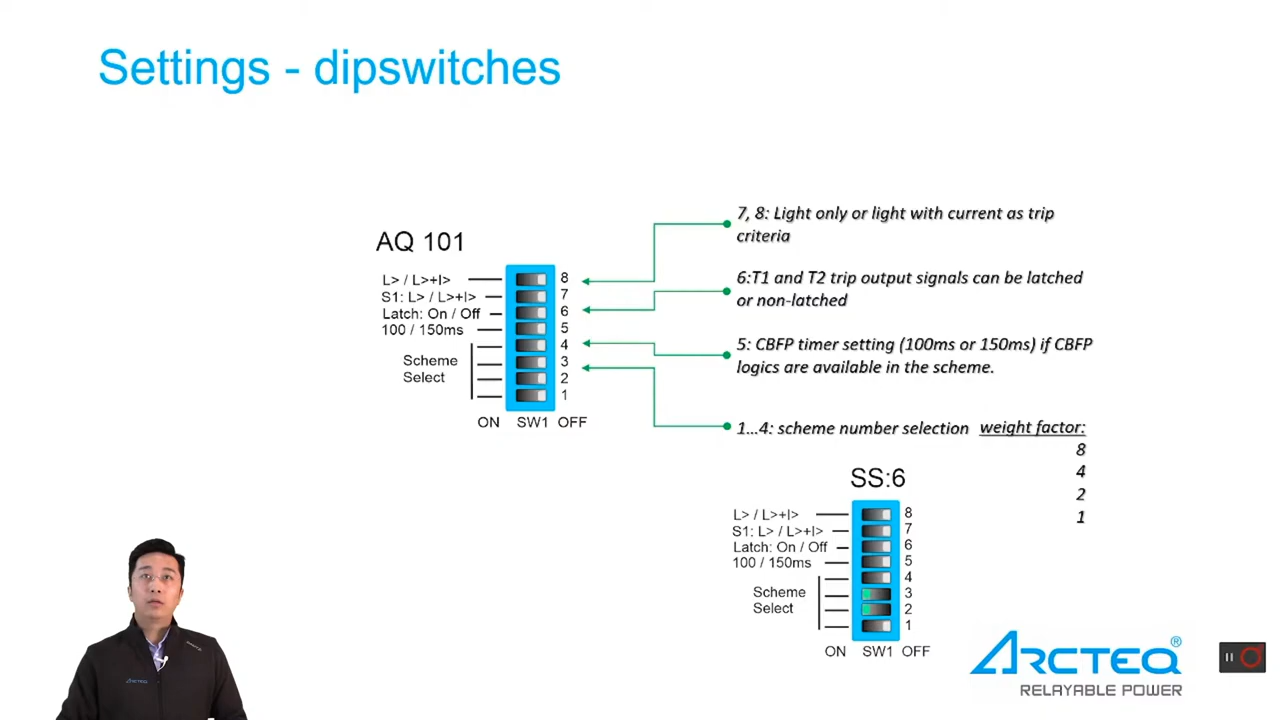 Settings - dipswitches
AQ 101
L> / L>+I>
S1: L> / L>+I>
Latch: On / Off
100 / 150ms
Scheme
Select
8
7
6
5
4
3
2
1
ON SW1 OFF
7, 8: Light only or light with current as trip
criteria
6:T1 and T2 trip output signals can be latched
or non-latched
5: CBFP timer setting (100ms or 150ms) if CBFP
logics are available in the scheme.
1...4: scheme number selection weight factor:
8
4
2
1
SS:6
L> / L>+I>
S1: L> / L>+I>
Latch: On / Off
100 / 150ms
Scheme
Select
8
7
6
5
4
3
2
1
ON SW1 OFF
ARCTEQ®
RELAYABLE POWER
ARCTEQ